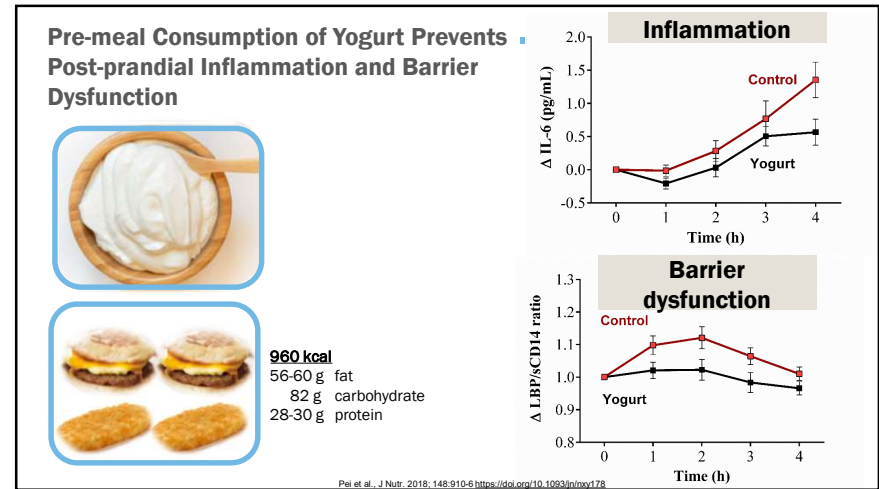 Pre-meal Consumption of Yogurt Prevents
Post-prandial Inflammation and Barrier
Dysfunction
960 kcal
56-60 g fat
82 g carbohydrate
28-30 g protein
Inflammation
Δ IL-6 (pg/mL)
2.0
1.5
1.0
0.5
0.0
-0.5
Control
Yogurt
0 1 2 3 4
Time (h)
Barrier
dysfunction
Δ LBP/sCD14 ratio
1.3
1.2
1.1
1.0
0.9
0.8
Control
Yogurt
0 1 2 3 4
Time (h)
Pei et al., J Nutr. 2018; 148:910-6 https://doi.org/10.1093/jn/nxy178